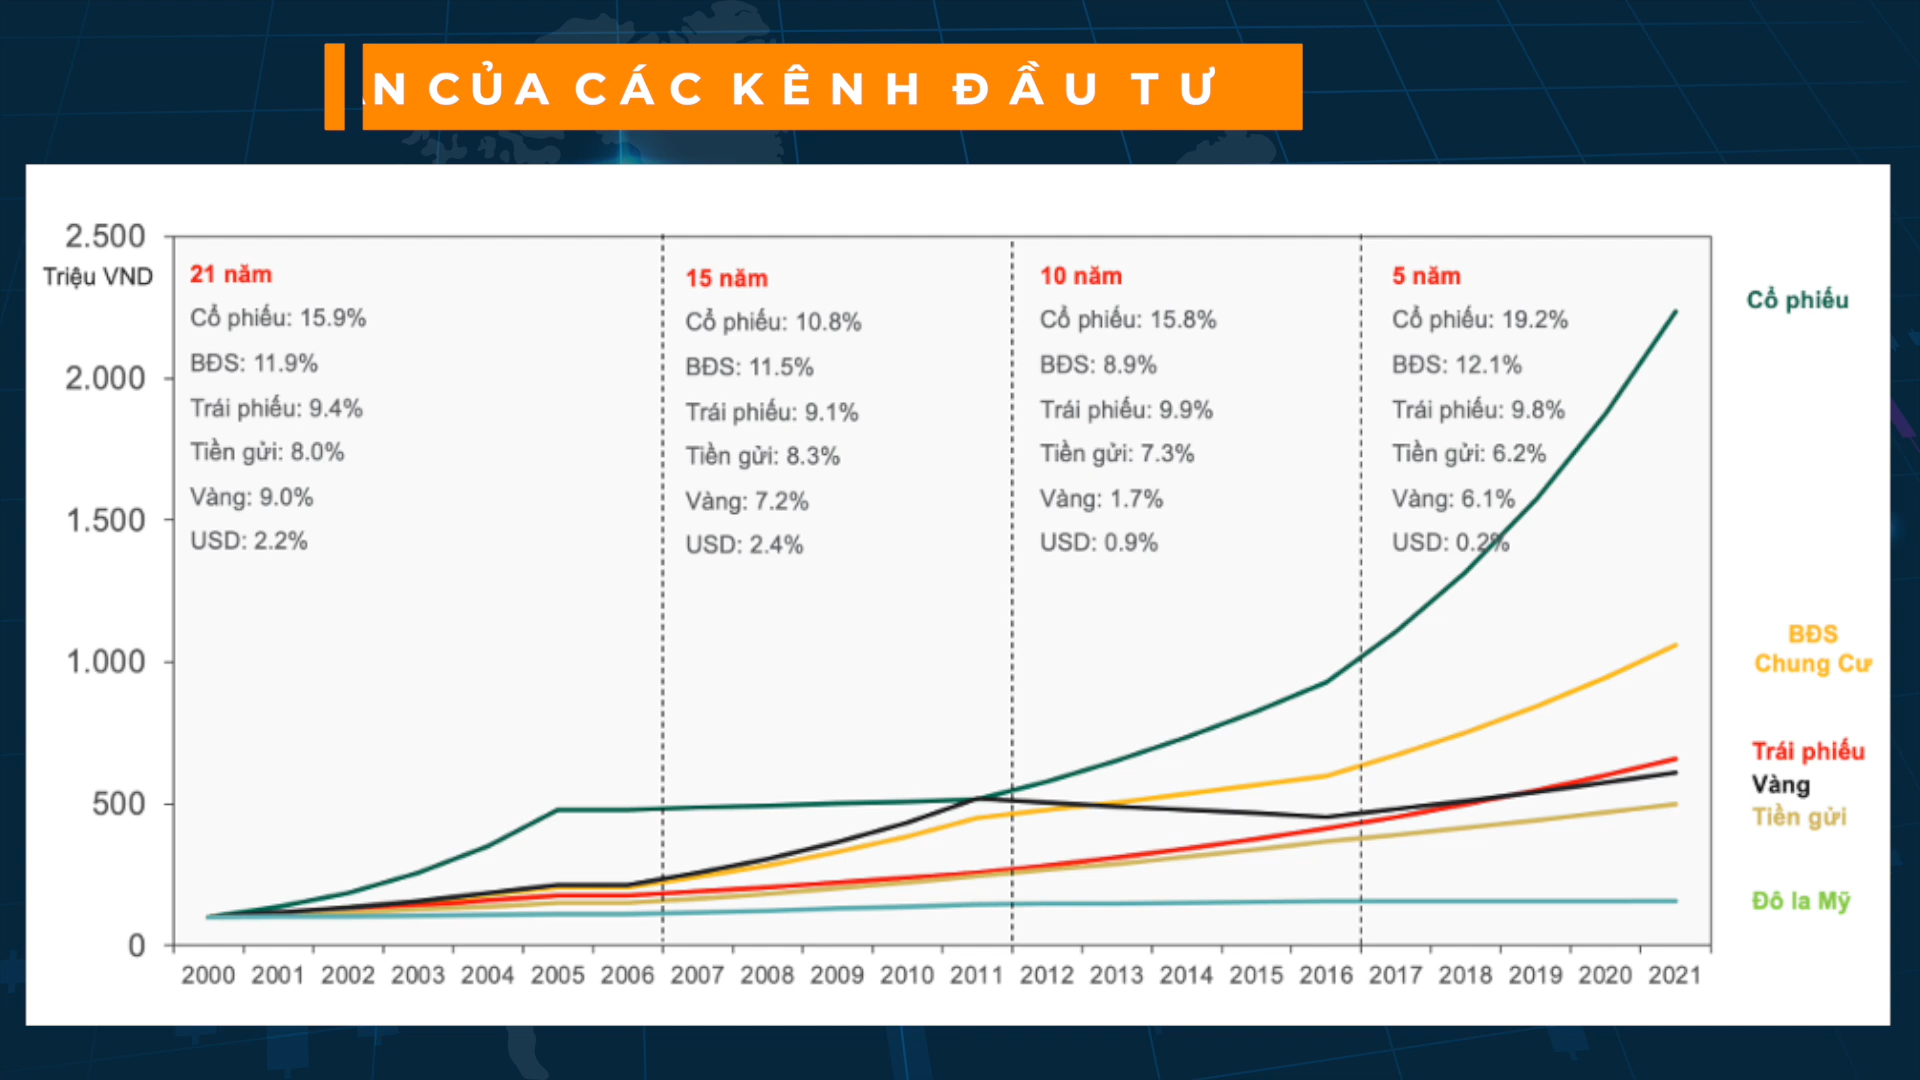 N CỦA CÁC KÊNH ĐẦU TƯ
2.500
Triệu VND
2.000
1.500
1.000
500
0
21 năm
Cổ phiếu: 15.9%
BĐS: 11.9%
Trái phiếu: 9.4%
Tiền gửi: 8.0%
Vàng: 9.0%
USD: 2.2%
15 năm
Cổ phiếu: 10.8%
BĐS: 11.5%
Trái phiếu: 9.1%
Tiền gửi: 8.3%
Vàng: 7.2%
USD: 2.4%
10 năm
Cổ phiếu: 15.8%
BĐS: 8.9%
Trái phiếu: 9.9%
Tiền gửi: 7.3%
Vàng: 1.7%
USD: 0.9%
5 năm
Cổ phiếu: 19.2%
BĐS: 12.1%
Trái phiếu: 9.8%
Tiền gửi: 6.2%
Vàng: 6.1%
USD: 0.2%
Cổ phiếu
BĐS
Chung Cư
Trái phiếu
Vàng
Tiền gửi
Đô la Mỹ
2000 2001 2002 2003 2004 2005 2006 2007 2008 2009 2010 2011 2012 2013 2014 2015 2016 2017 2018 2019 2020 2021